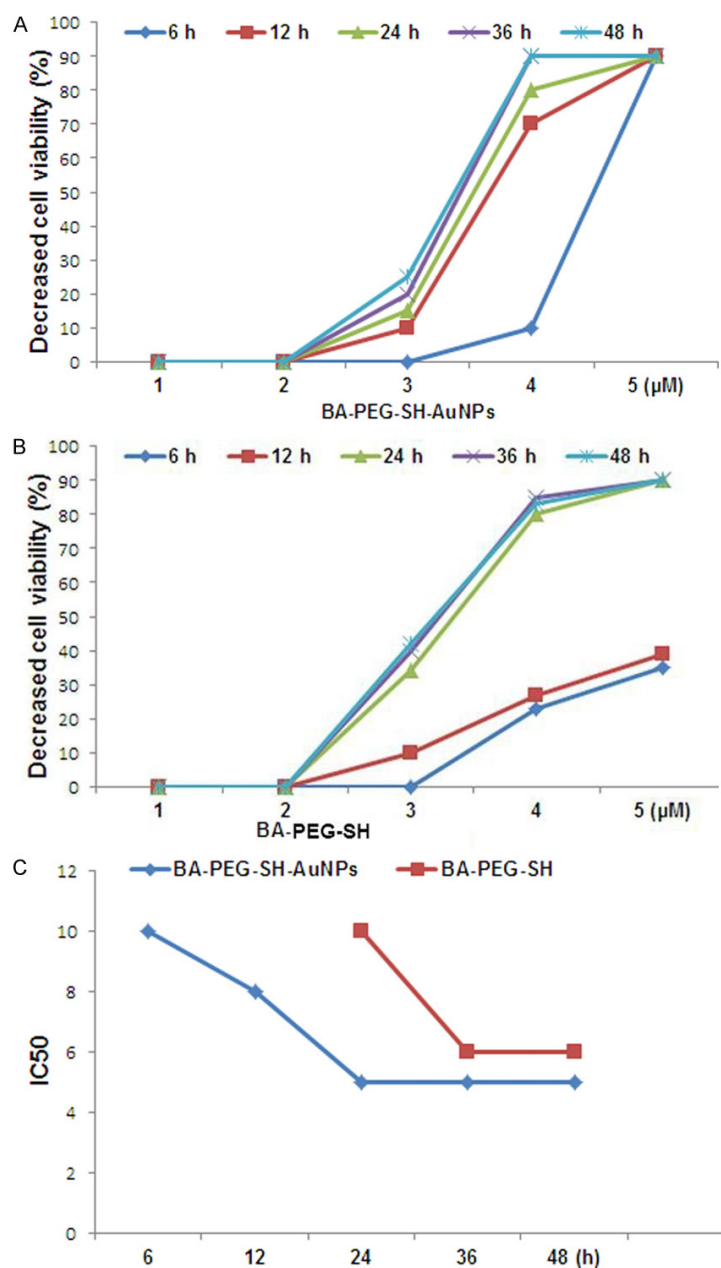 A
6 h 12 h 24 h 36 h 48 h
Decreased cell viability (%)
100
90
80
70
60
50
40
30
20
10
0
1 2 3 4 5 (µM)
BA-PEG-SH-AuNPs
B
6 h 12 h 24 h 36 h 48 h
Decreased cell viability (%)
100
90
80
70
60
50
40
30
20
10
0
1 2 3 4 5 (µM)
BA-PEG-SH
C
BA-PEG-SH-AuNPs BA-PEG-SH
IC50
12
10
8
6
4
2
0
6 12 24 36 48 (h)